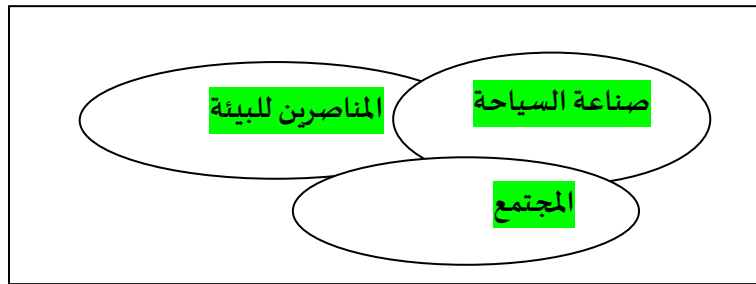 صناعة السياحة
المناصرين للبيئة
المجتمع